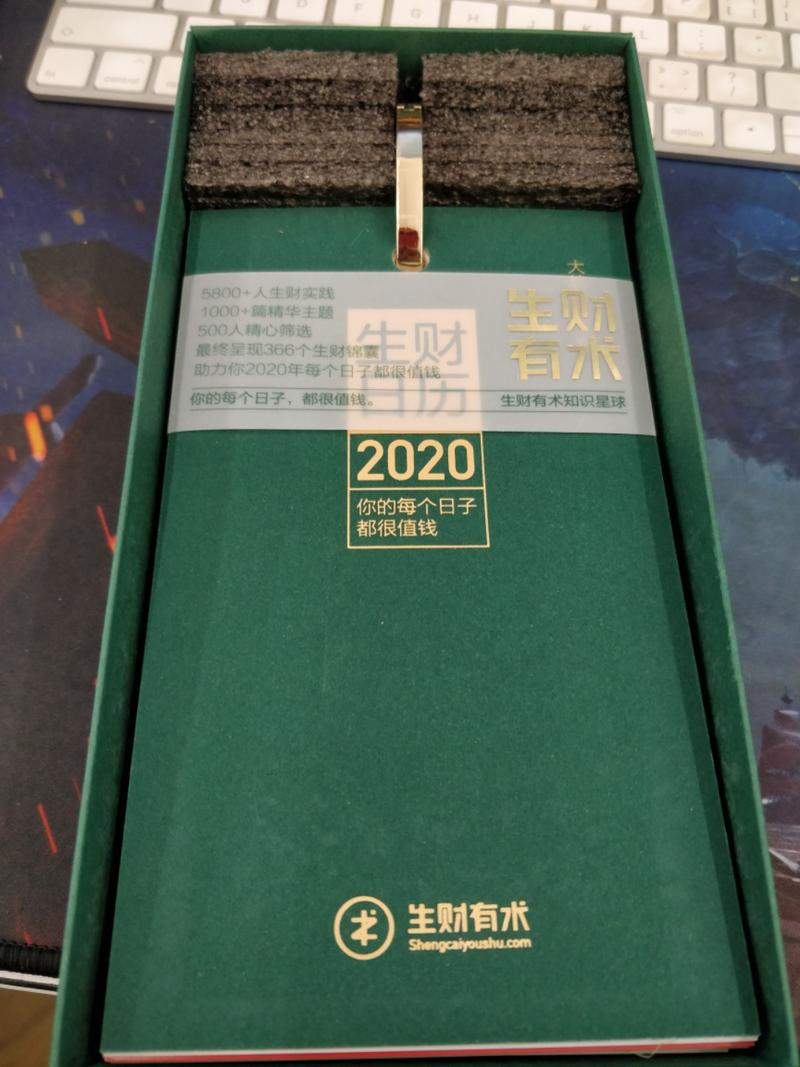 control
option
大
5800+人生财实践
1000+篇精华主题
500人精心筛选
最终呈现366个生财锦囊
助力你2020年每个日子都很值钱
你的每个日子，都很值钱。
生财
有术
生财有术知识星球
生财
日历
2020
你的每个日子
都很值钱
生财有术
Shengcaiyoushu.com